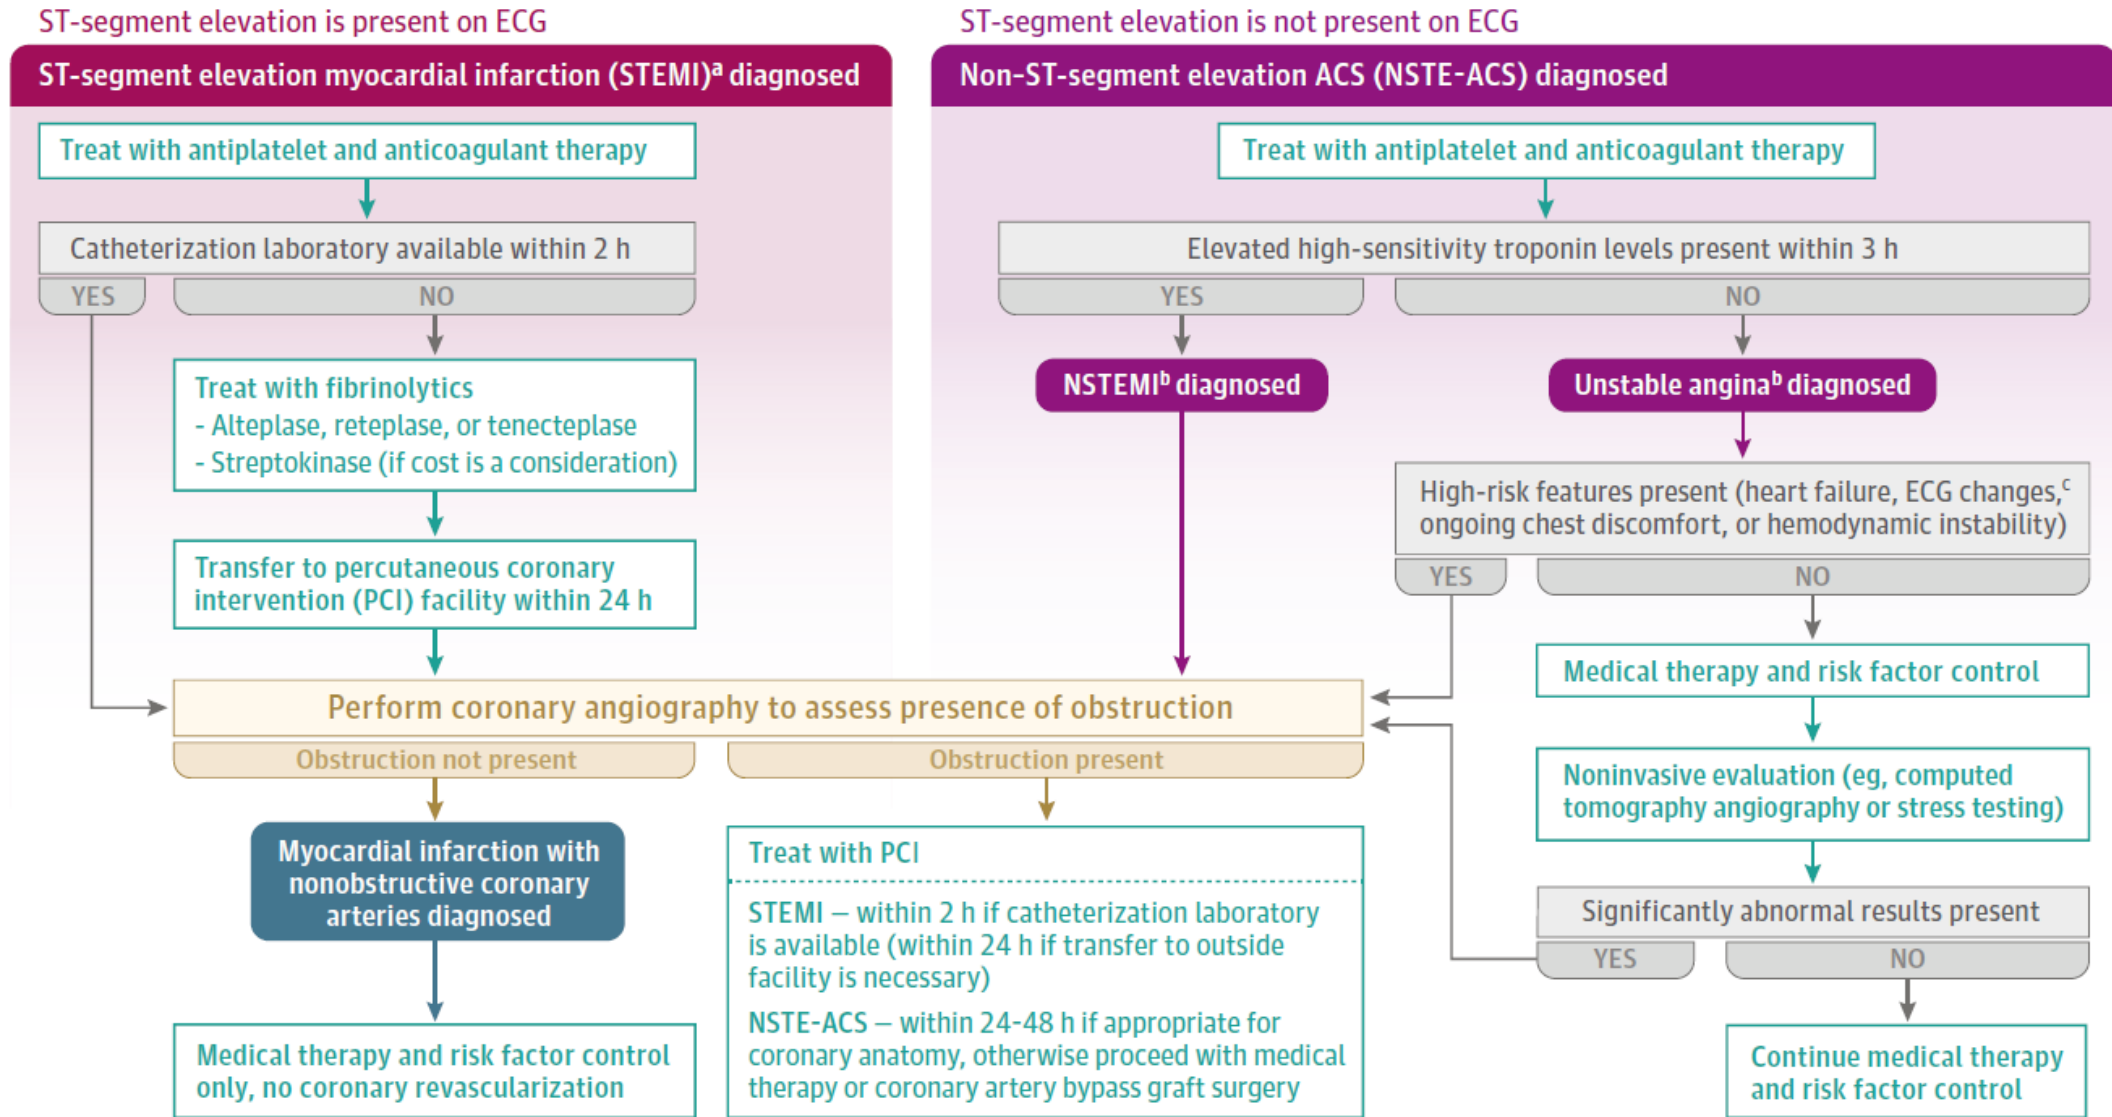 ST-segment elevation is present on ECG
ST-segment elevation myocardial infarction (STEMI)ᵃ diagnosed
Treat with antiplatelet and anticoagulant therapy
Catheterization laboratory available within 2 h
YES
NO
Treat with fibrinolytics
- Alteplase, reteplase, or tenecteplase
- Streptokinase (if cost is a consideration)
Transfer to percutaneous coronary
intervention (PCI) facility within 24 h
ST-segment elevation is not present on ECG
Non–ST-segment elevation ACS (NSTE-ACS) diagnosed
Treat with antiplatelet and anticoagulant therapy
Elevated high-sensitivity troponin levels present within 3 h
YES
NO
NSTEMIᵇ diagnosed
Unstable anginaᵇ diagnosed
High-risk features present (heart failure, ECG changes,ᶜ
ongoing chest discomfort, or hemodynamic instability)
YES
NO
Medical therapy and risk factor control
Noninvasive evaluation (eg, computed
tomography angiography or stress testing)
Significantly abnormal results present
YES
NO
Continue medical therapy
and risk factor control
Perform coronary angiography to assess presence of obstruction
Obstruction not present
Obstruction present
Myocardial infarction with
nonobstructive coronary
arteries diagnosed
Medical therapy and risk factor control
only, no coronary revascularization
Treat with PCI
STEMI – within 2 h if catheterization laboratory
is available (within 24 h if transfer to outside
facility is necessary)
NSTE-ACS – within 24-48 h if appropriate for
coronary anatomy, otherwise proceed with medical
therapy or coronary artery bypass graft surgery